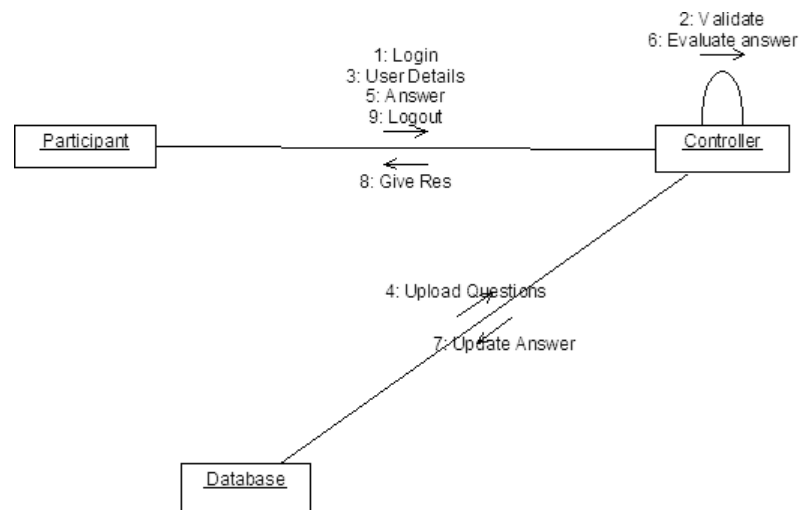 2: Validate
6: Evaluate answer
1: Login
3: User Details
5: Answer
9: Logout
Participant
Controller
8: Give Res
4: Upload Questions
7: Update Answer
Database